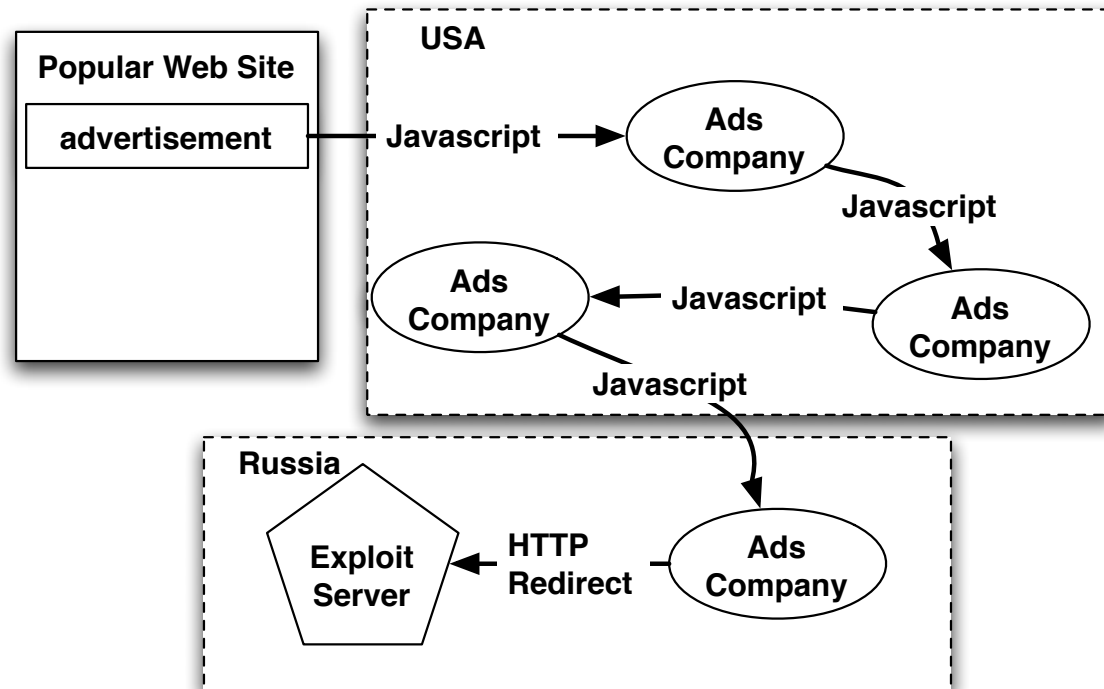 USA
Popular Web Site
advertisement
Javascript
Ads
Company
Javascript
Ads
Company
Javascript
Ads
Company
Javascript
Russia
Exploit
Server
HTTP
Redirect
Ads
Company